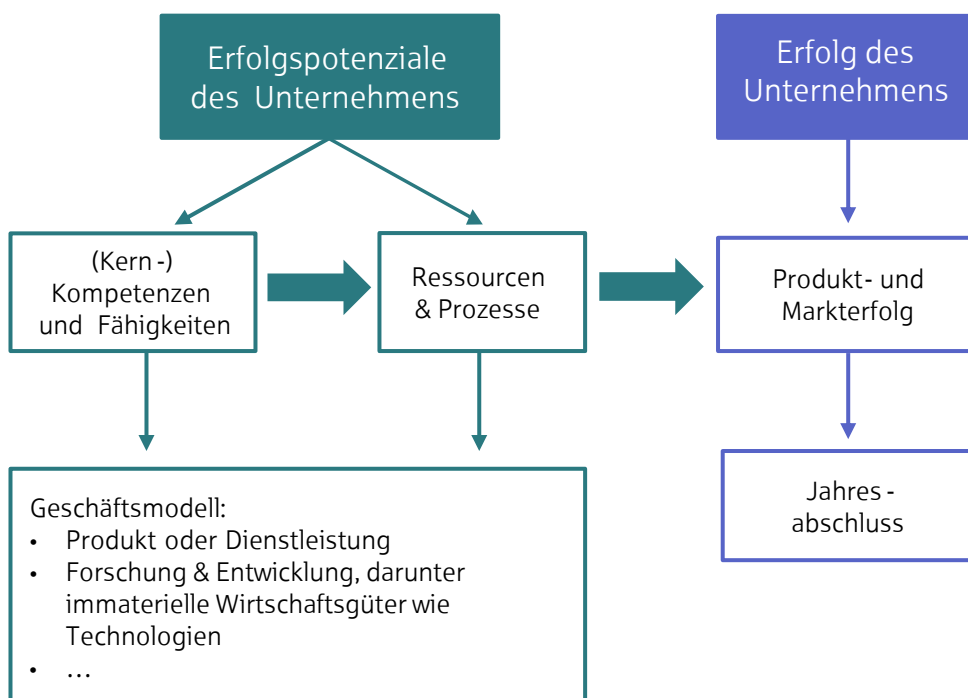 Erfolgspotenziale
des Unternehmens
Erfolg des
Unternehmens
(Kern -)
Kompetenzen
und Fähigkeiten
Ressourcen
& Prozesse
Produkt- und
Markterfolg
Geschäftsmodell:
• Produkt oder Dienstleistung
• Forschung & Entwicklung, darunter
immaterielle Wirtschaftsgüter wie
Technologien
• ...
Jahres -
abschluss